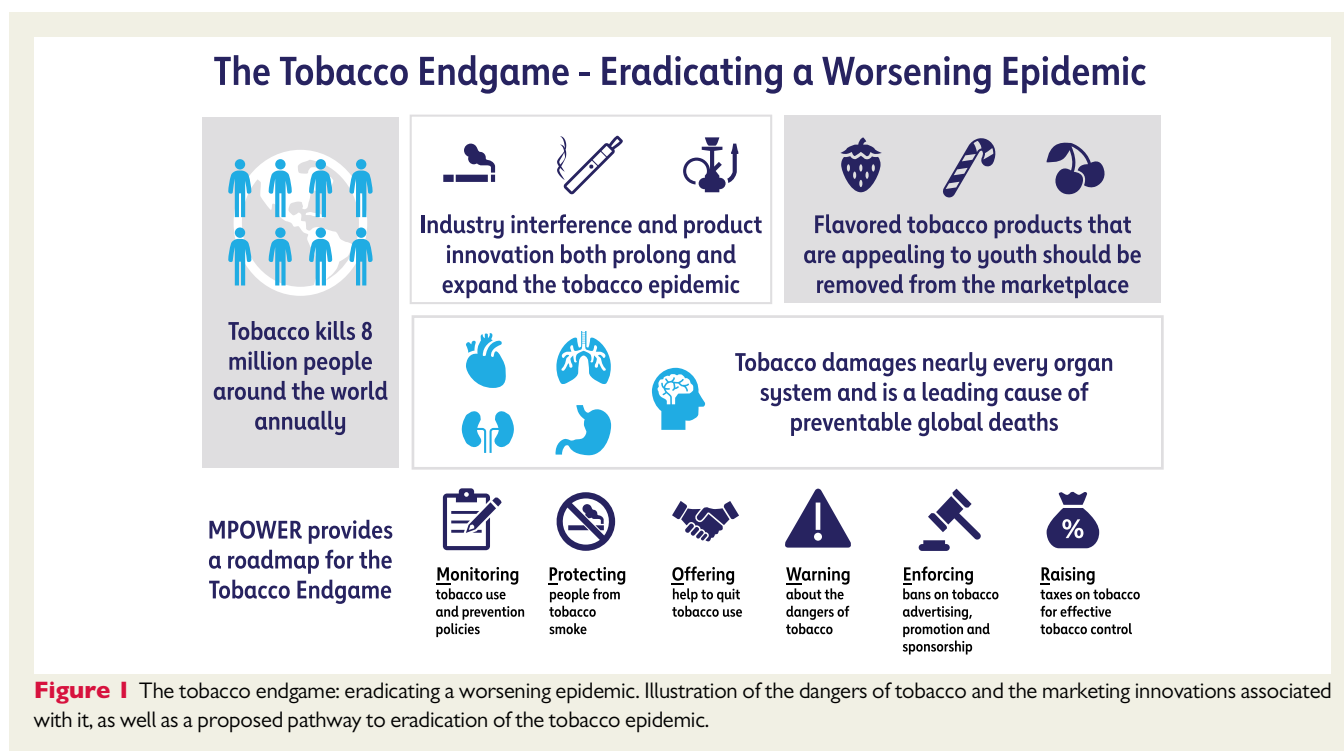 The Tobacco Endgame - Eradicating a Worsening Epidemic
Tobacco kills 8
million people
around the world
annually
Industry interference and product
innovation both prolong and
expand the tobacco epidemic
Flavored tobacco products that
are appealing to youth should be
removed from the marketplace
Tobacco damages nearly every organ
system and is a leading cause of
preventable global deaths
MPOWER provides
a roadmap for the
Tobacco Endgame
Monitoring
tobacco use
and prevention
policies
Protecting
people from
tobacco
smoke
Offering
help to quit
tobacco use
Warning
about the
dangers of
tobacco
Enforcing
bans on tobacco
advertising,
promotion and
sponsorship
%
Raising
taxes on tobacco
for effective
tobacco control
Figure 1 The tobacco endgame: eradicating a worsening epidemic. Illustration of the dangers of tobacco and the marketing innovations associated
with it, as well as a proposed pathway to eradication of the tobacco epidemic.